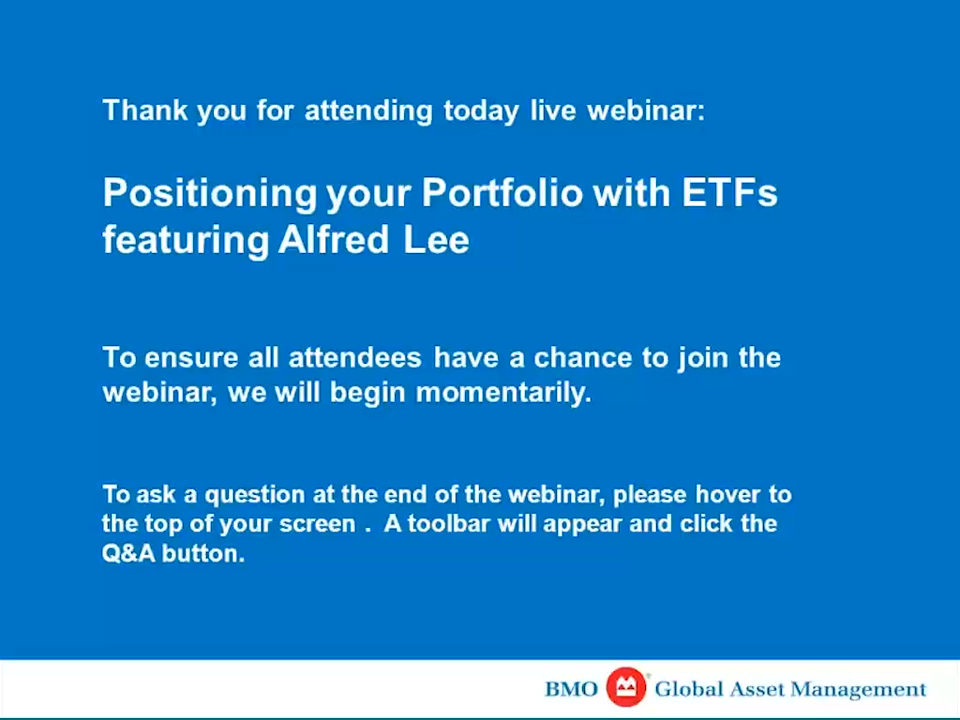 Thank you for attending today live webinar:
Positioning your Portfolio with ETFs
featuring Alfred Lee
To ensure all attendees have a chance to join the
webinar, we will begin momentarily.
To ask a question at the end of the webinar, please hover to
the top of your screen .  A toolbar will appear and click the
Q&A button.
BMO Global Asset Management